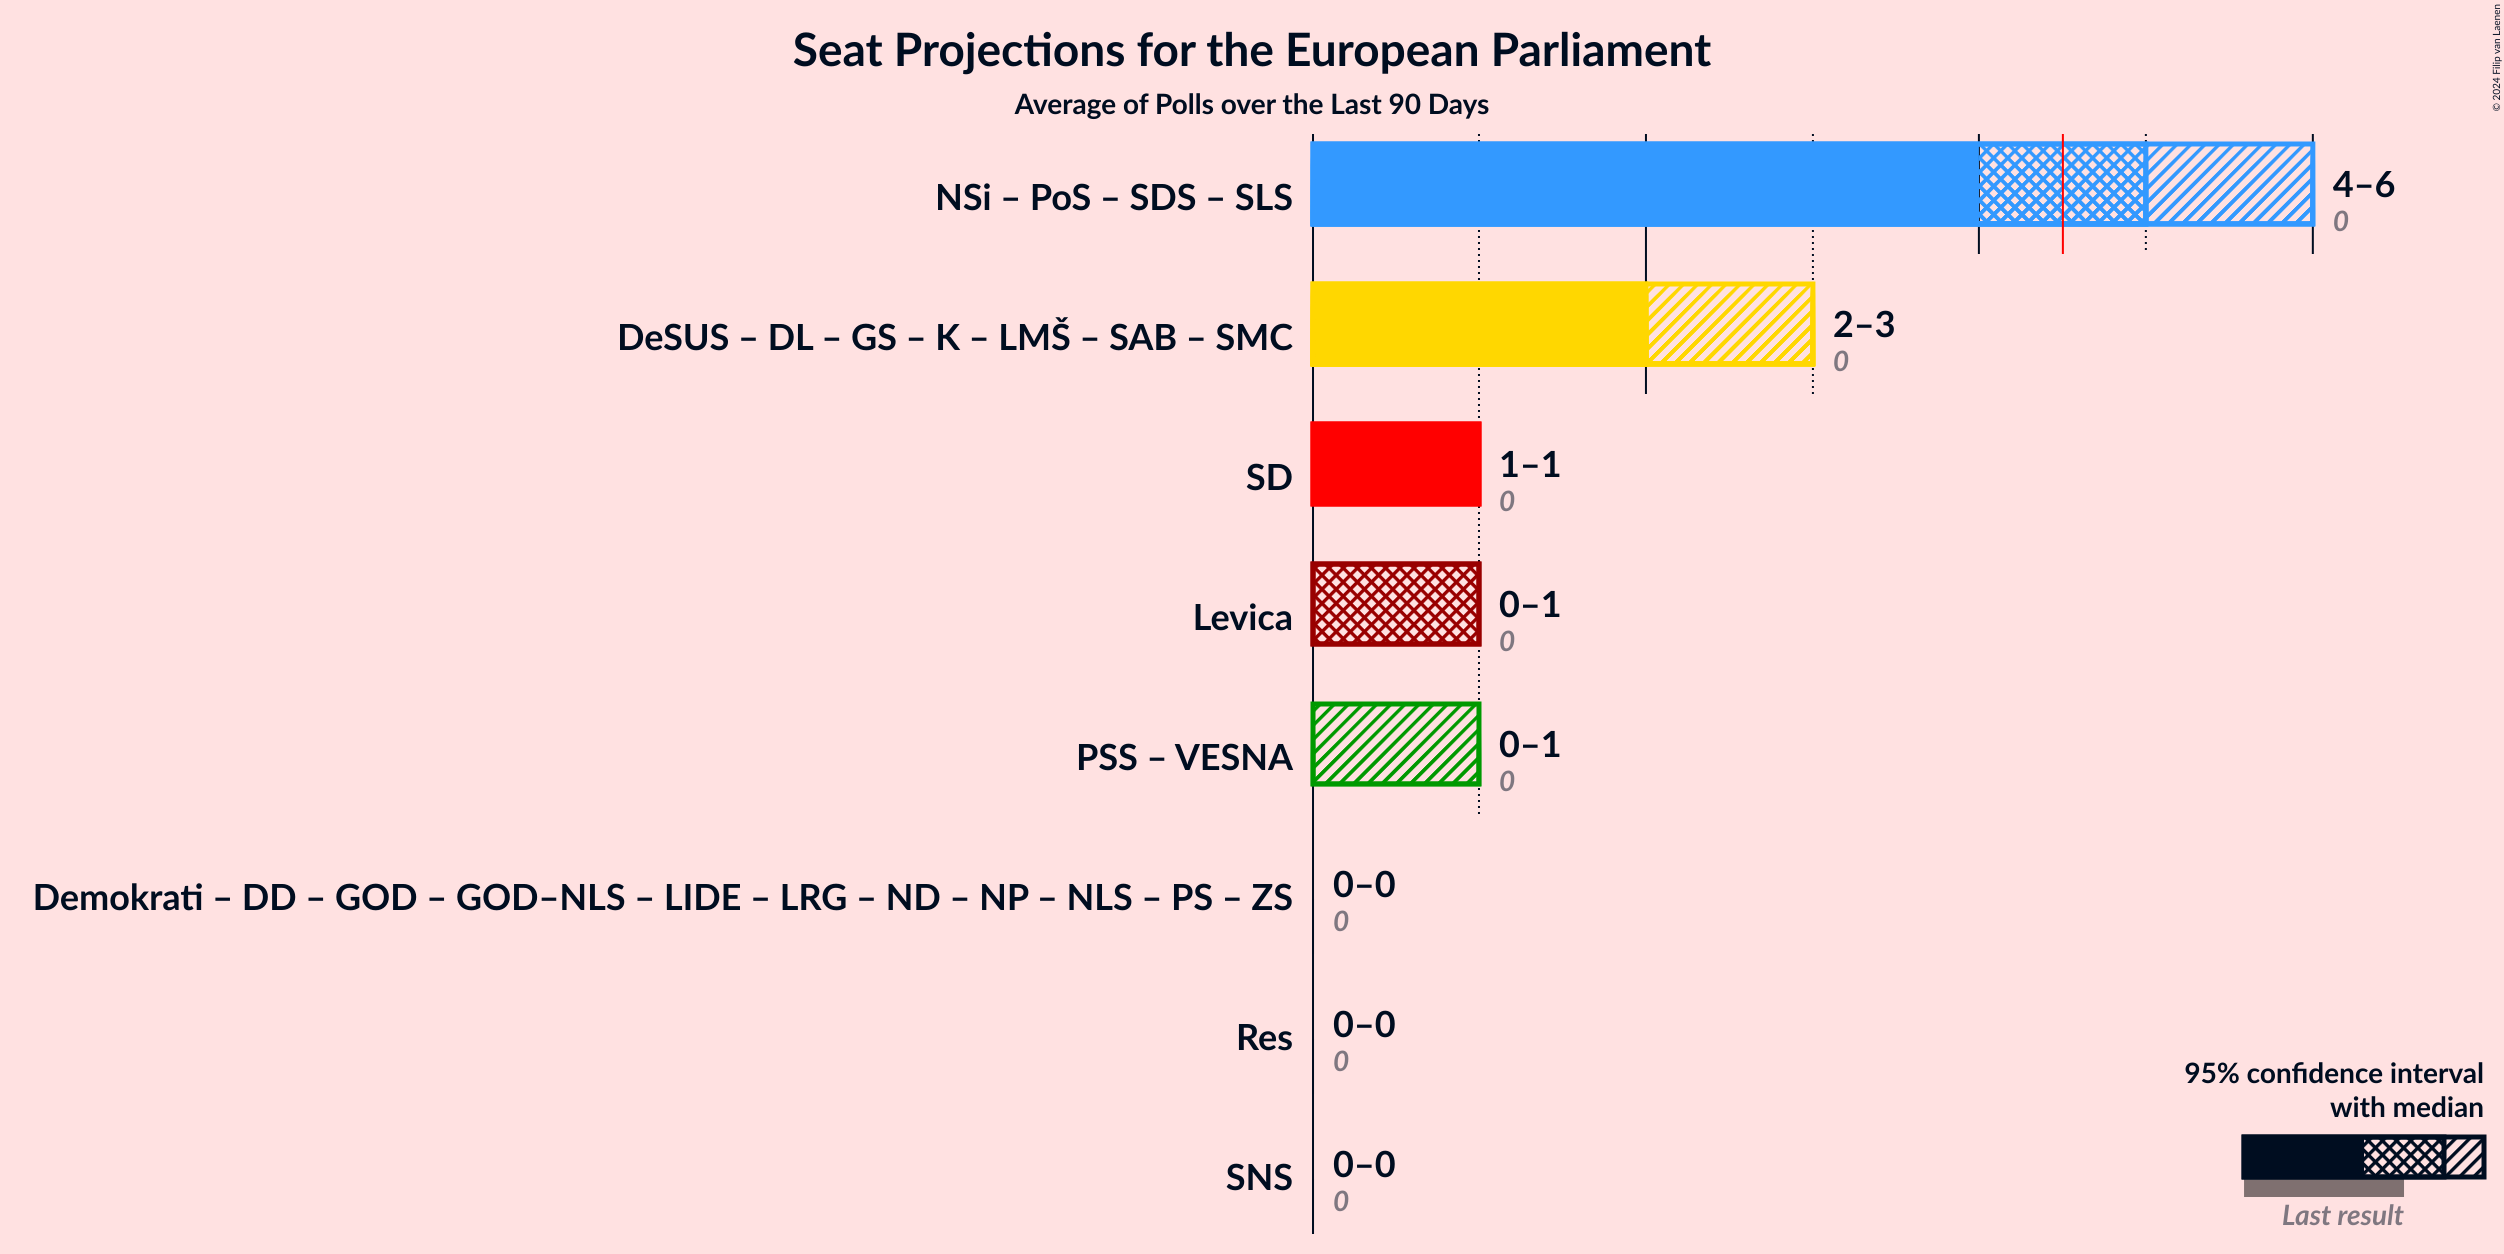 Seat Projections for the European Parliament
Average of Polls over the Last 90 Days
© 2024 Filip van Laenen
NSi – PoS – SDS – SLS
4–6
0
DeSUS – DL – GS – K – LMŠ – SAB – SMC
2–3
0
SD
1–1
0
Levica
0–1
0
PSS – VESNA
0–1
0
Demokrati – DD – GOD – GOD–NLS – LIDE – LRG – ND – NP – NLS – PS – ZS
0–0
0
Res
0–0
0
SNS
0–0
0
95% confidence interval
with median
Last result